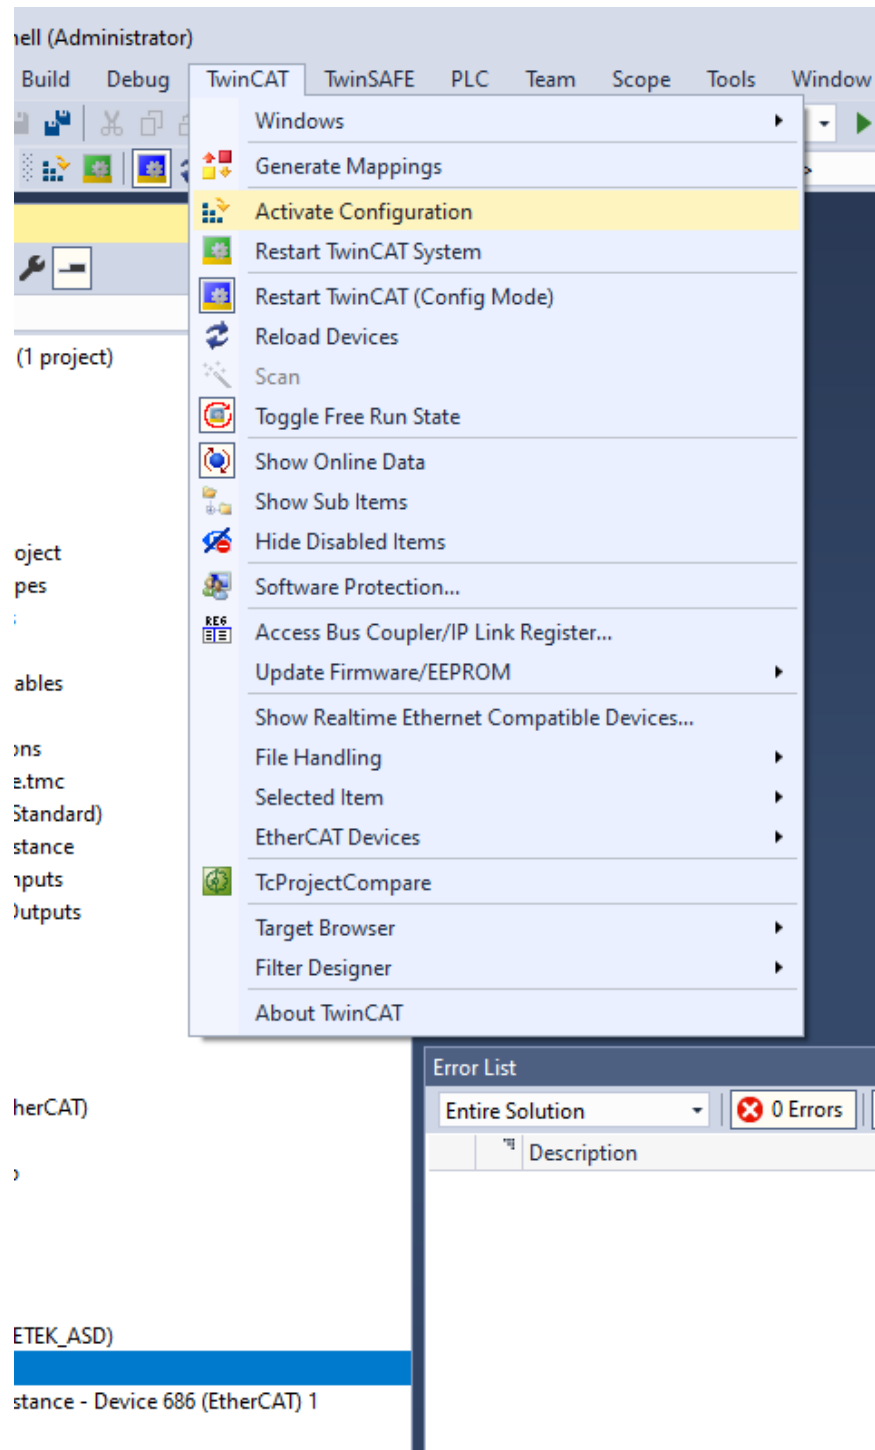 hell (Administrator)
Build Debug TwinCAT TwinSAFE PLC Team Scope Tools Window
Windows
Generate Mappings
Activate Configuration
Restart TwinCAT System
Restart TwinCAT (Config Mode)
Reload Devices
(1 project)
Scan
Toggle Free Run State
Show Online Data
Show Sub Items
Hide Disabled Items
oject
pes
Software Protection...
s
REG
Access Bus Coupler/IP Link Register...
Update Firmware/EEPROM
ables
Show Realtime Ethernet Compatible Devices...
ons
File Handling
e.tmc
Selected Item
Standard)
EtherCAT Devices
stance
nputs
TcProjectCompare
Outputs
Target Browser
Filter Designer
About TwinCAT
Error List
herCAT)
Entire Solution
0 Errors
Description
ETEK_ASD)
stance - Device 686 (EtherCAT) 1